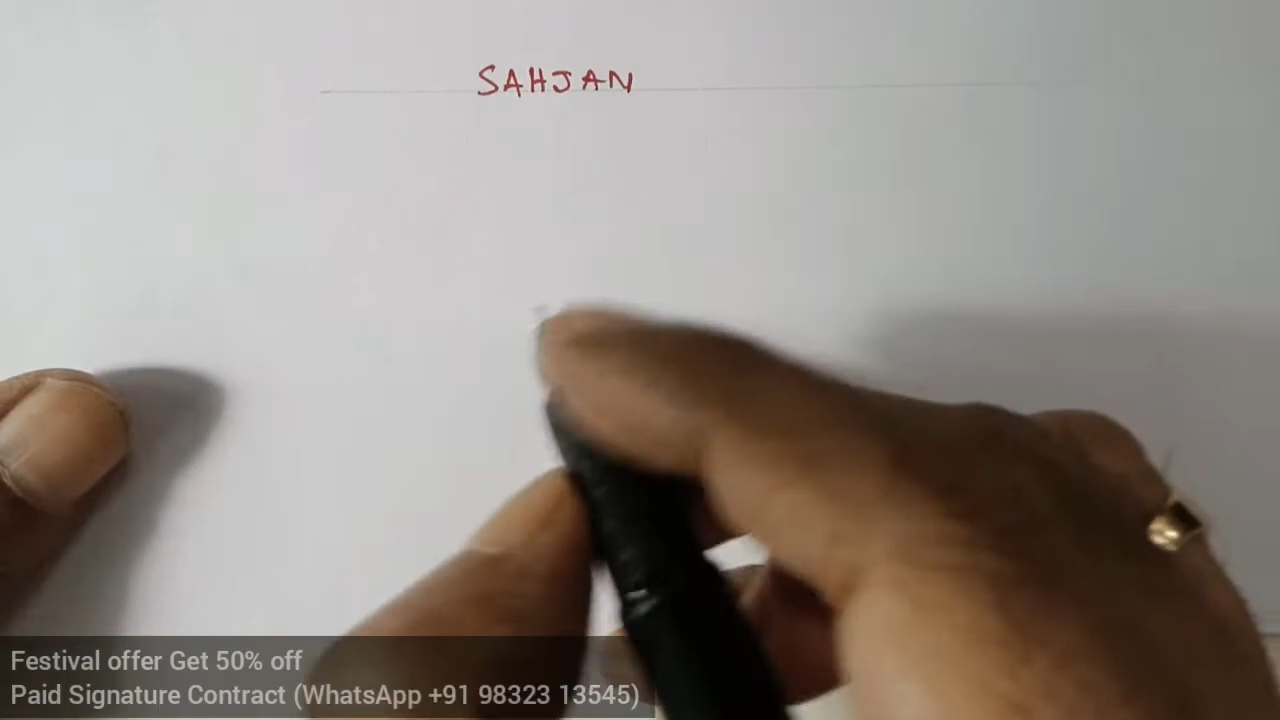 SAHJAN
Festival offer Get 50% off
Paid Signature Contract (WhatsApp +91 98323 13545)